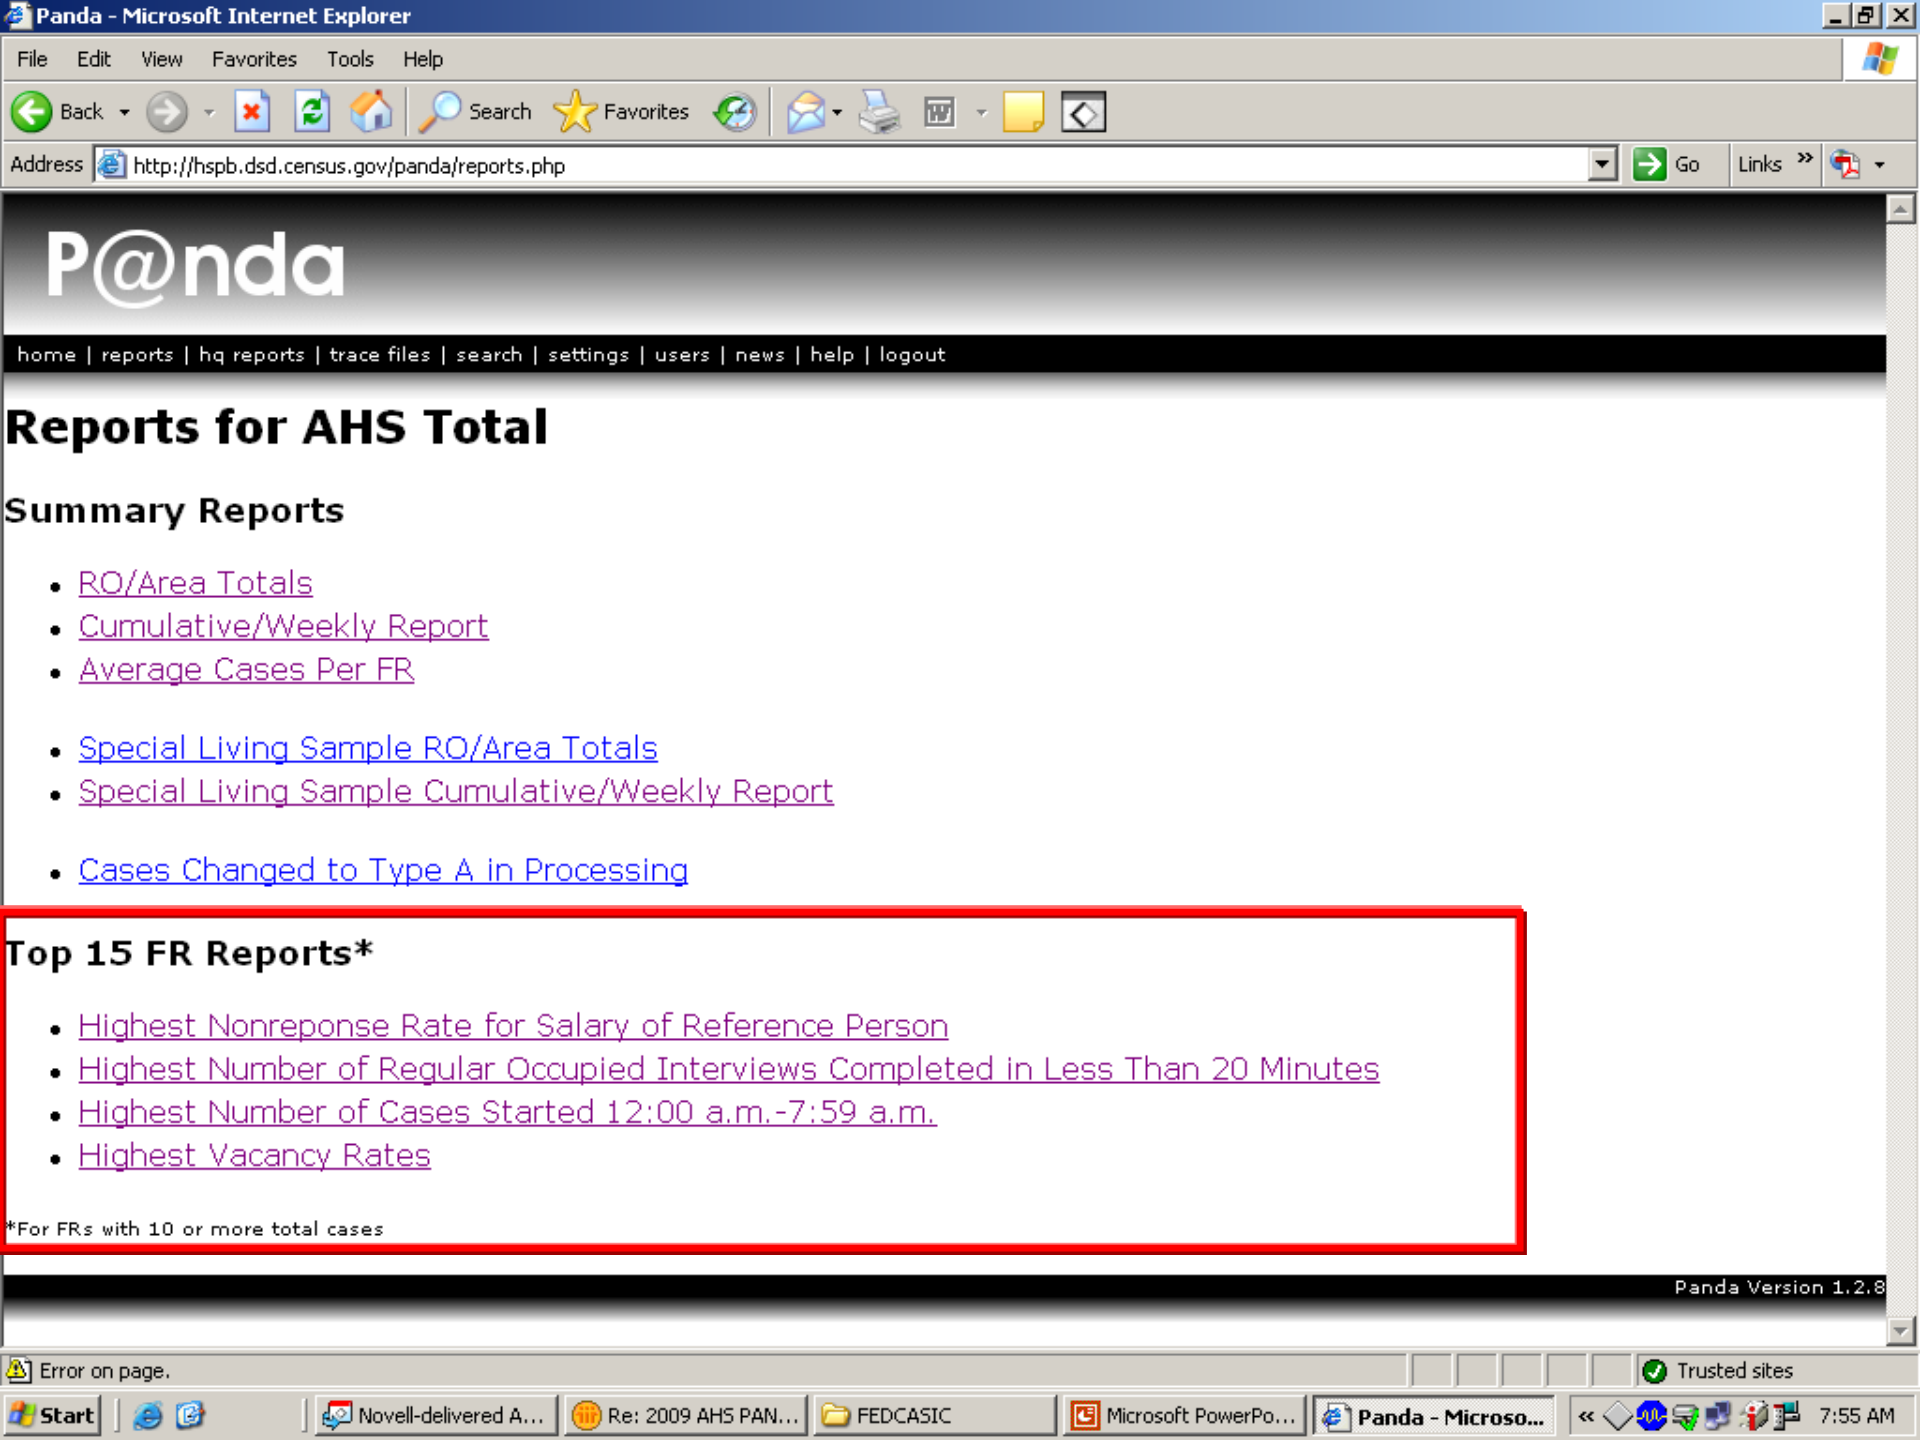 Panda - Microsoft Internet Explorer
File Edit View Favorites Tools Help
Back Search Favorites
Address http://hspb.dsd.census.gov/panda/reports.php Go Links »
P@nda
home | reports | hq reports | trace files | search | settings | users | news | help | logout
Reports for AHS Total
Summary Reports
• RO/Area Totals
• Cumulative/Weekly Report
• Average Cases Per FR
• Special Living Sample RO/Area Totals
• Special Living Sample Cumulative/Weekly Report
• Cases Changed to Type A in Processing
Top 15 FR Reports*
• Highest Nonreponse Rate for Salary of Reference Person
• Highest Number of Regular Occupied Interviews Completed in Less Than 20 Minutes
• Highest Number of Cases Started 12:00 a.m.-7:59 a.m.
• Highest Vacancy Rates
*For FRs with 10 or more total cases
Panda Version 1.2.8
Error on page. Trusted sites
Start Novell-delivered A... Re: 2009 AHS PAN... FEDCASIC Microsoft PowerPo... Panda - Microso... « 7:55 AM